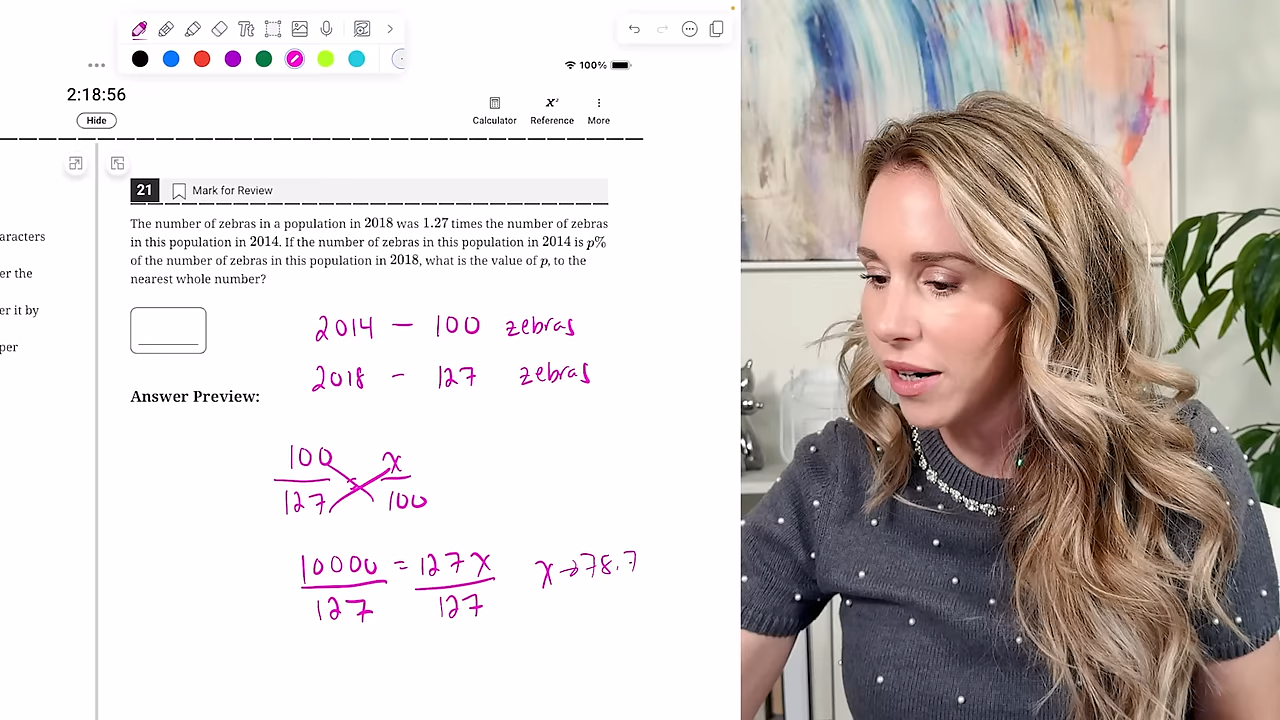 Tt
100%
2:18:56
Hide
Calculator
X²
Reference
More
aracters
er the
er it by
per
21 Mark for Review
The number of zebras in a population in 2018 was 1.27 times the number of zebras
in this population in 2014. If the number of zebras in this population in 2014 is p%
of the number of zebras in this population in 2018, what is the value of p, to the
nearest whole number?
2014 – 100 zebras
2018 – 127 zebras
Answer Preview:
100/127 = x/100
10000/127 = 127x/127 x→78.7